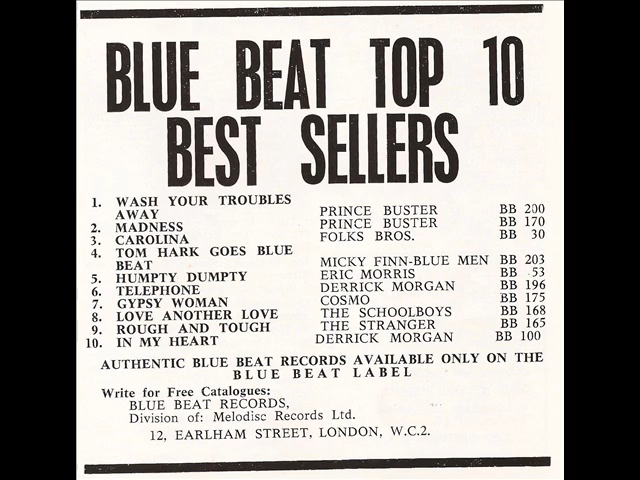 BLUE BEAT TOP 10
BEST SELLERS
1. WASH YOUR TROUBLES
AWAY PRINCE BUSTER BB 200
2. MADNESS PRINCE BUSTER BB 170
3. CAROLINA FOLKS BROS. BB 30
4. TOM HARK GOES BLUE
BEAT MICKY FINN-BLUE MEN BB 203
5. HUMPTY DUMPTY ERIC MORRIS BB 53
6. TELEPHONE DERRICK MORGAN BB 196
7. GYPSY WOMAN COSMO BB 175
8. LOVE ANOTHER LOVE THE SCHOOLBOYS BB 168
9. ROUGH AND TOUGH THE STRANGER BB 165
10. IN MY HEART DERRICK MORGAN BB 100
AUTHENTIC BLUE BEAT RECORDS AVAILABLE ONLY ON THE
BLUE BEAT LABEL
Write for Free Catalogues:
BLUE BEAT RECORDS,
Division of: Melodisc Records Ltd.
12, EARLHAM STREET, LONDON, W.C.2.